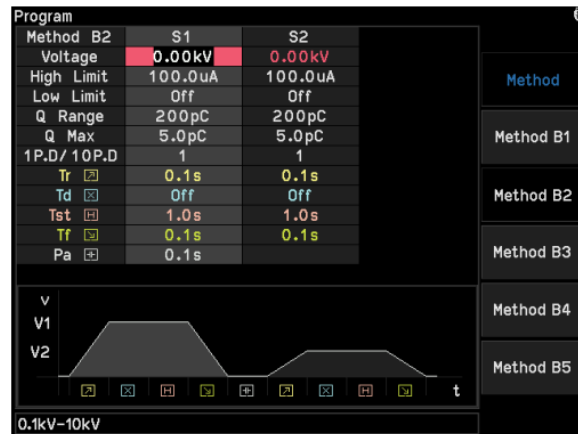 Program
Method B2 S1 S2
Voltage 0.00kV 0.00kV
High Limit 100.0uA 100.0uA
Low Limit Off Off
Q Range 200pC 200pC
Q Max 5.0pC 5.0pC
1P.D/10P.D 1 1
Tr 0.1s 0.1s
Td Off Off
Tst H 1.0s 1.0s
Tf 0.1s 0.1s
Pa 0.1s
v
V1
V2
H H t
0.1kV-10kV
Method
Method B1
Method B2
Method B3
Method B4
Method B5